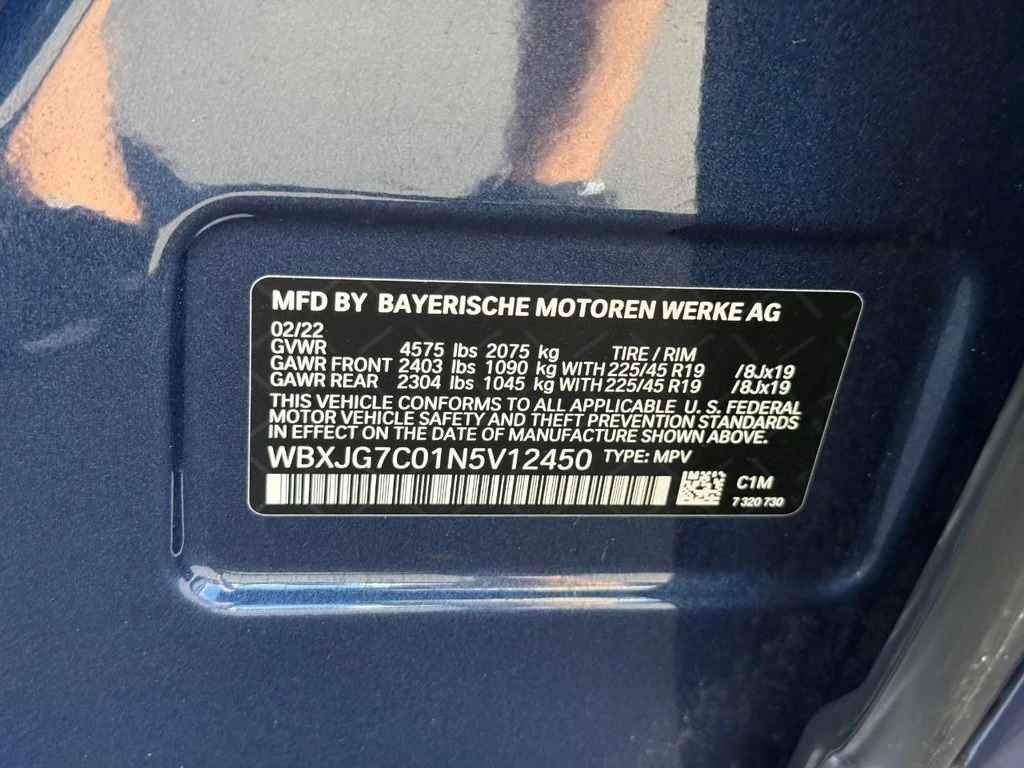 MFD BY BAYERISCHE MOTOREN WERKE AG
02/22
GVWR 4575 lbs 2075 kg TIRE / RIM
GAWR FRONT 2403 lbs 1090 kg WITH 225/45 R19 /8Jx19
GAWR REAR 2304 lbs 1045 kg WITH 225/45 R19 /8Jx19
THIS VEHICLE CONFORMS TO ALL APPLICABLE U. S. FEDERAL
MOTOR VEHICLE SAFETY AND THEFT PREVENTION STANDARDS
IN EFFECT ON THE DATE OF MANUFACTURE SHOWN ABOVE.
WBXJG7C01N5V12450 TYPE: MPV
C1M
7 320 730